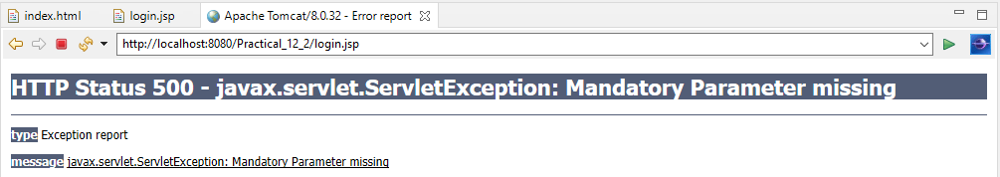 index.html login.jsp Apache Tomcat/8.0.32 - Error report
http://localhost:8080/Practical_12_2/login.jsp
HTTP Status 500 - javax.servlet.ServletException: Mandatory Parameter missing
type Exception report
message javax.servlet.ServletException: Mandatory Parameter missing